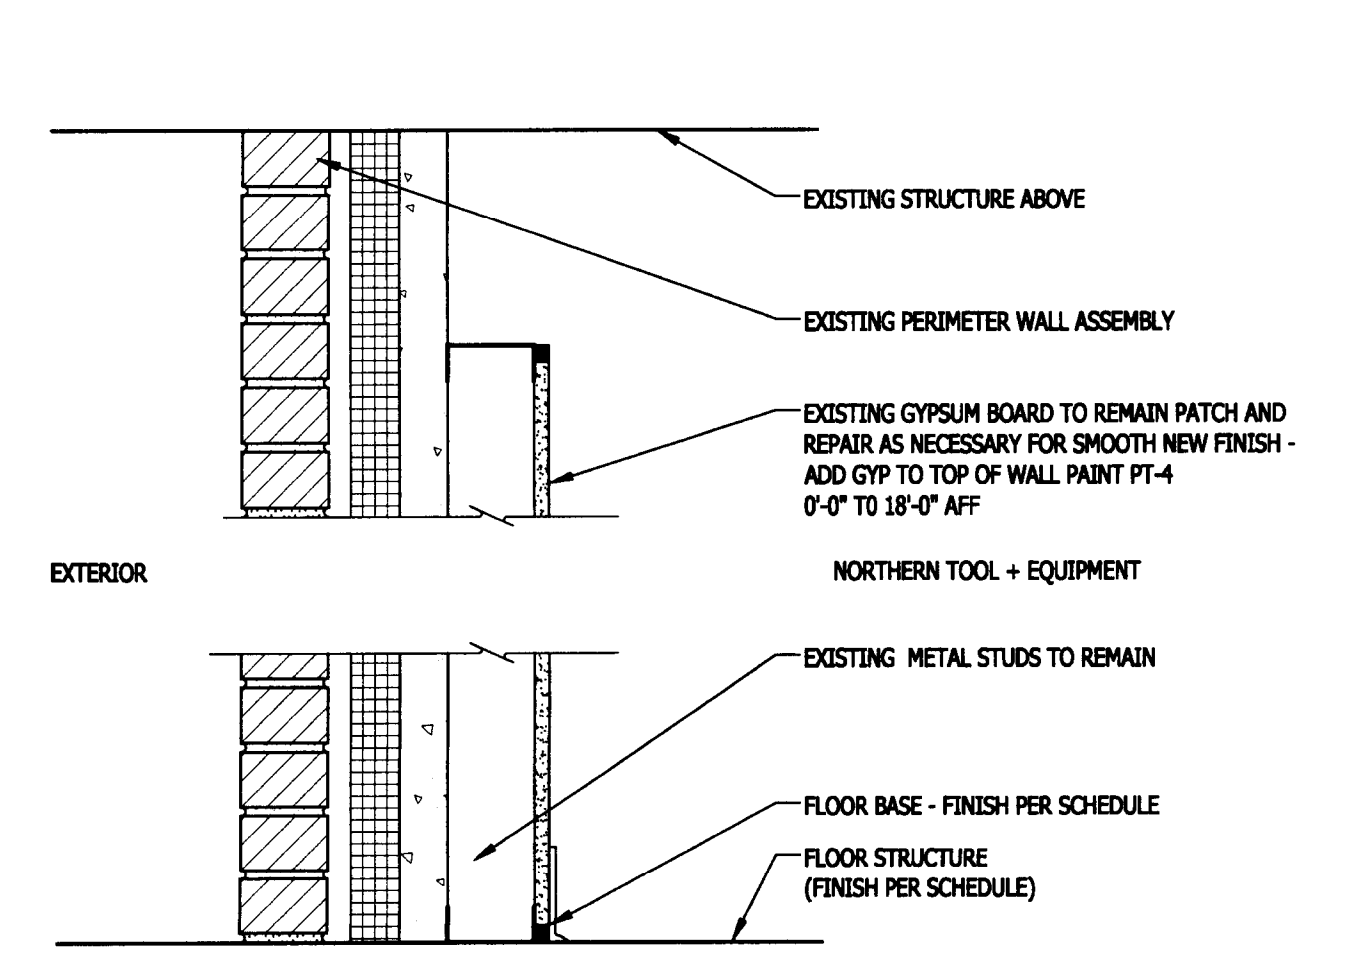 EXISTING STRUCTURE ABOVE
EXISTING PERIMETER WALL ASSEMBLY
EXISTING GYPSUM BOARD TO REMAIN PATCH AND
REPAIR AS NECESSARY FOR SMOOTH NEW FINISH -
ADD GYP TO TOP OF WALL PAINT PT-4
0'-0" TO 18'-0" AFF
EXTERIOR
NORTHERN TOOL + EQUIPMENT
EXISTING METAL STUDS TO REMAIN
FLOOR BASE - FINISH PER SCHEDULE
FLOOR STRUCTURE
(FINISH PER SCHEDULE)